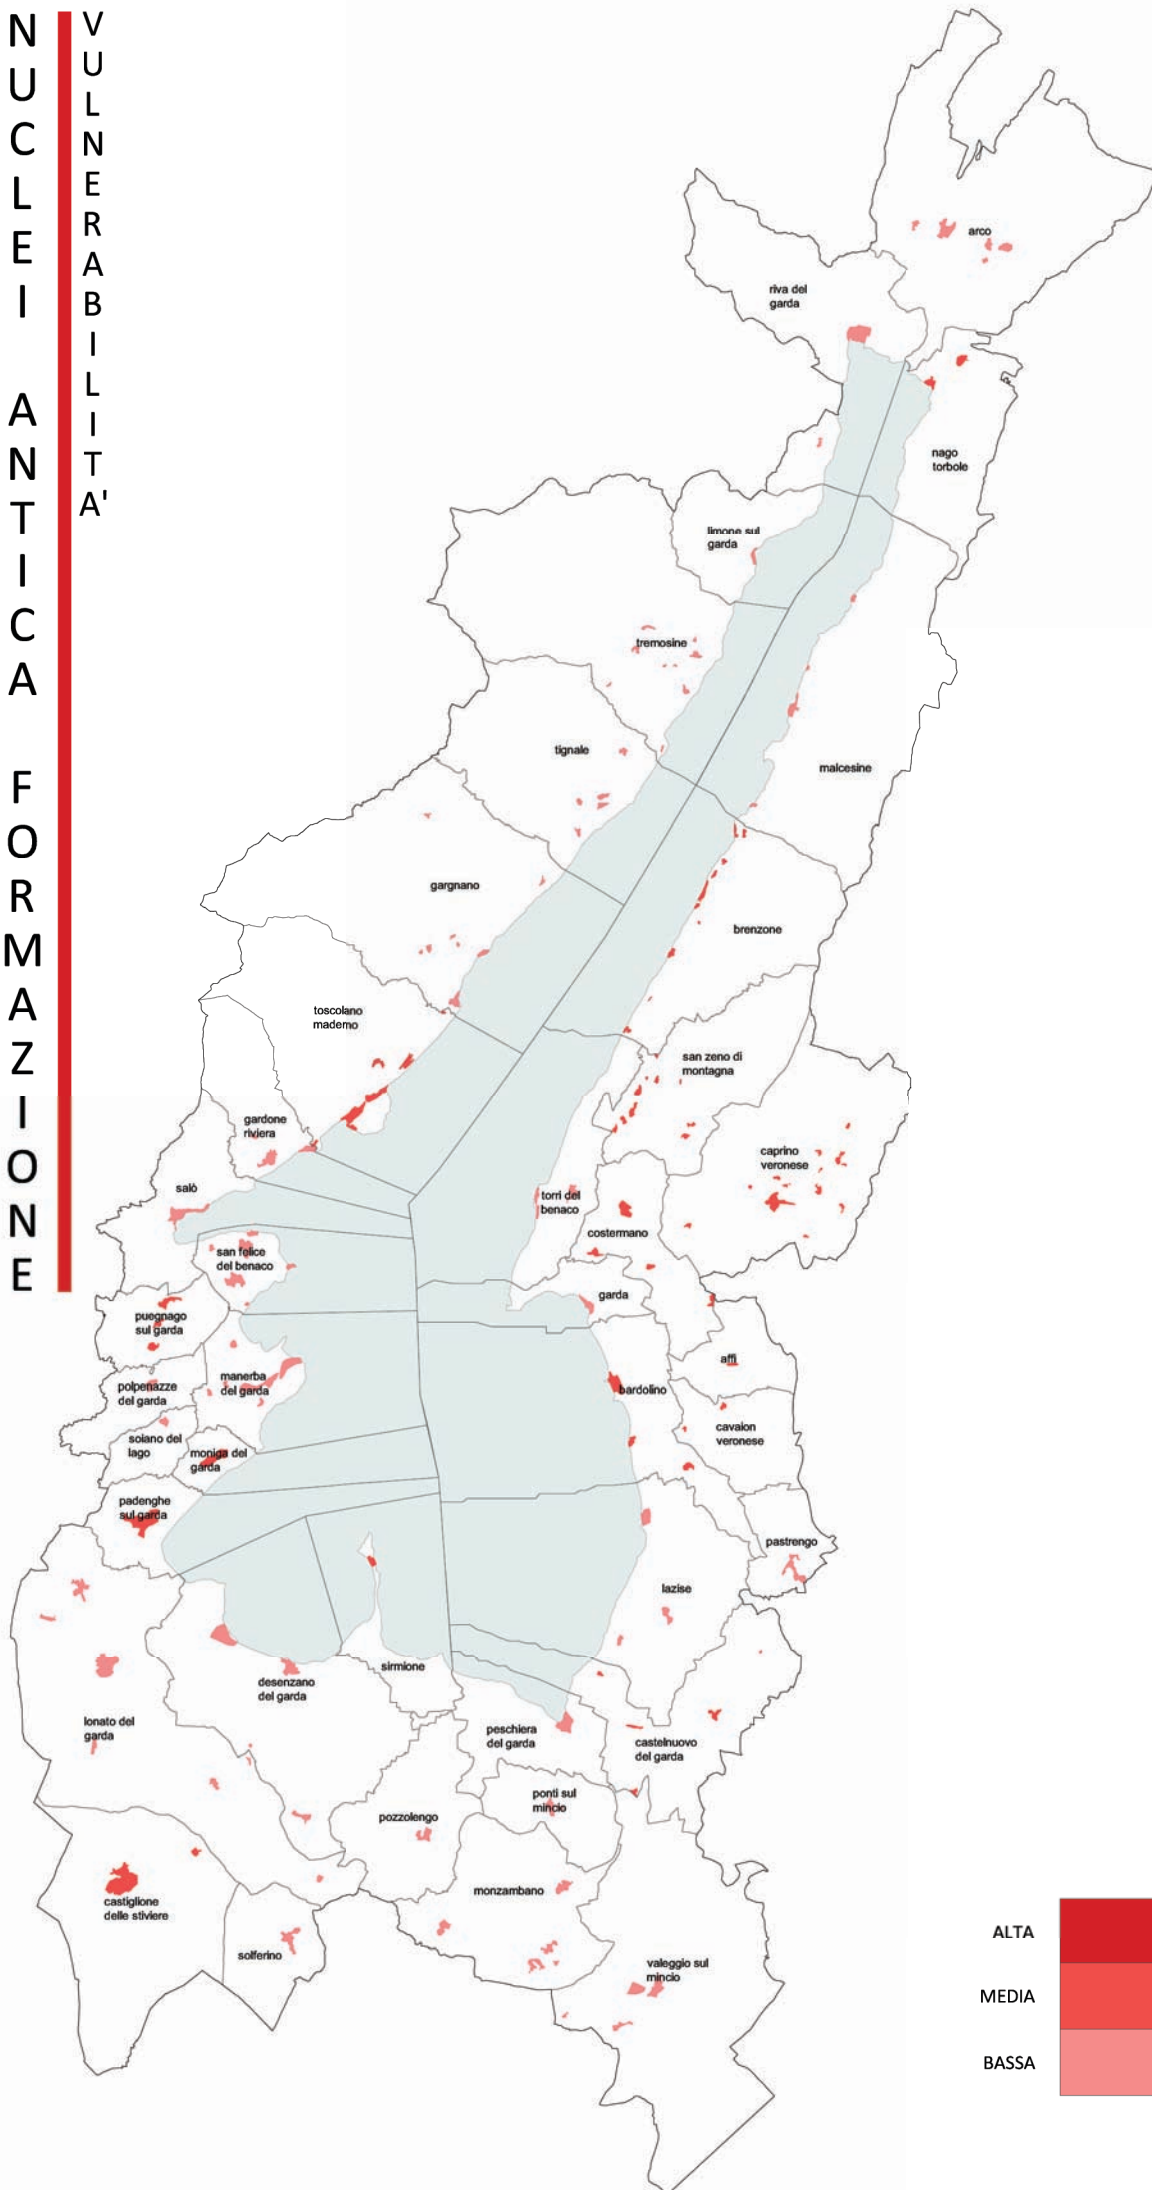 NUCLEI ANTICA FORMAZIONE
VULNERABILITA'
arco
riva del
garda
nago
torbole
limone sul
garda
tremosine
tignale
malcesine
gargnano
brenzone
toscolano
maderno
san zeno di
montagna
gardone
riviera
caprino
veronese
salò
torri del
benaco
costermano
san felice
del benaco
garda
puegnago
sul garda
affi
manerba
del garda
polpenazze
del garda
bardolino
cavaion
veronese
soiano del
lago
moniga del
garda
padenghe
sul garda
pastrengo
lazise
sirmione
desenzano
del garda
lonato del
garda
peschiera
del garda
castelnuovo
del garda
ponti sul
mincio
pozzolengo
monzambano
castiglione
delle stiviere
solferino
valeggio sul
mincio
ALTA
MEDIA
BASSA